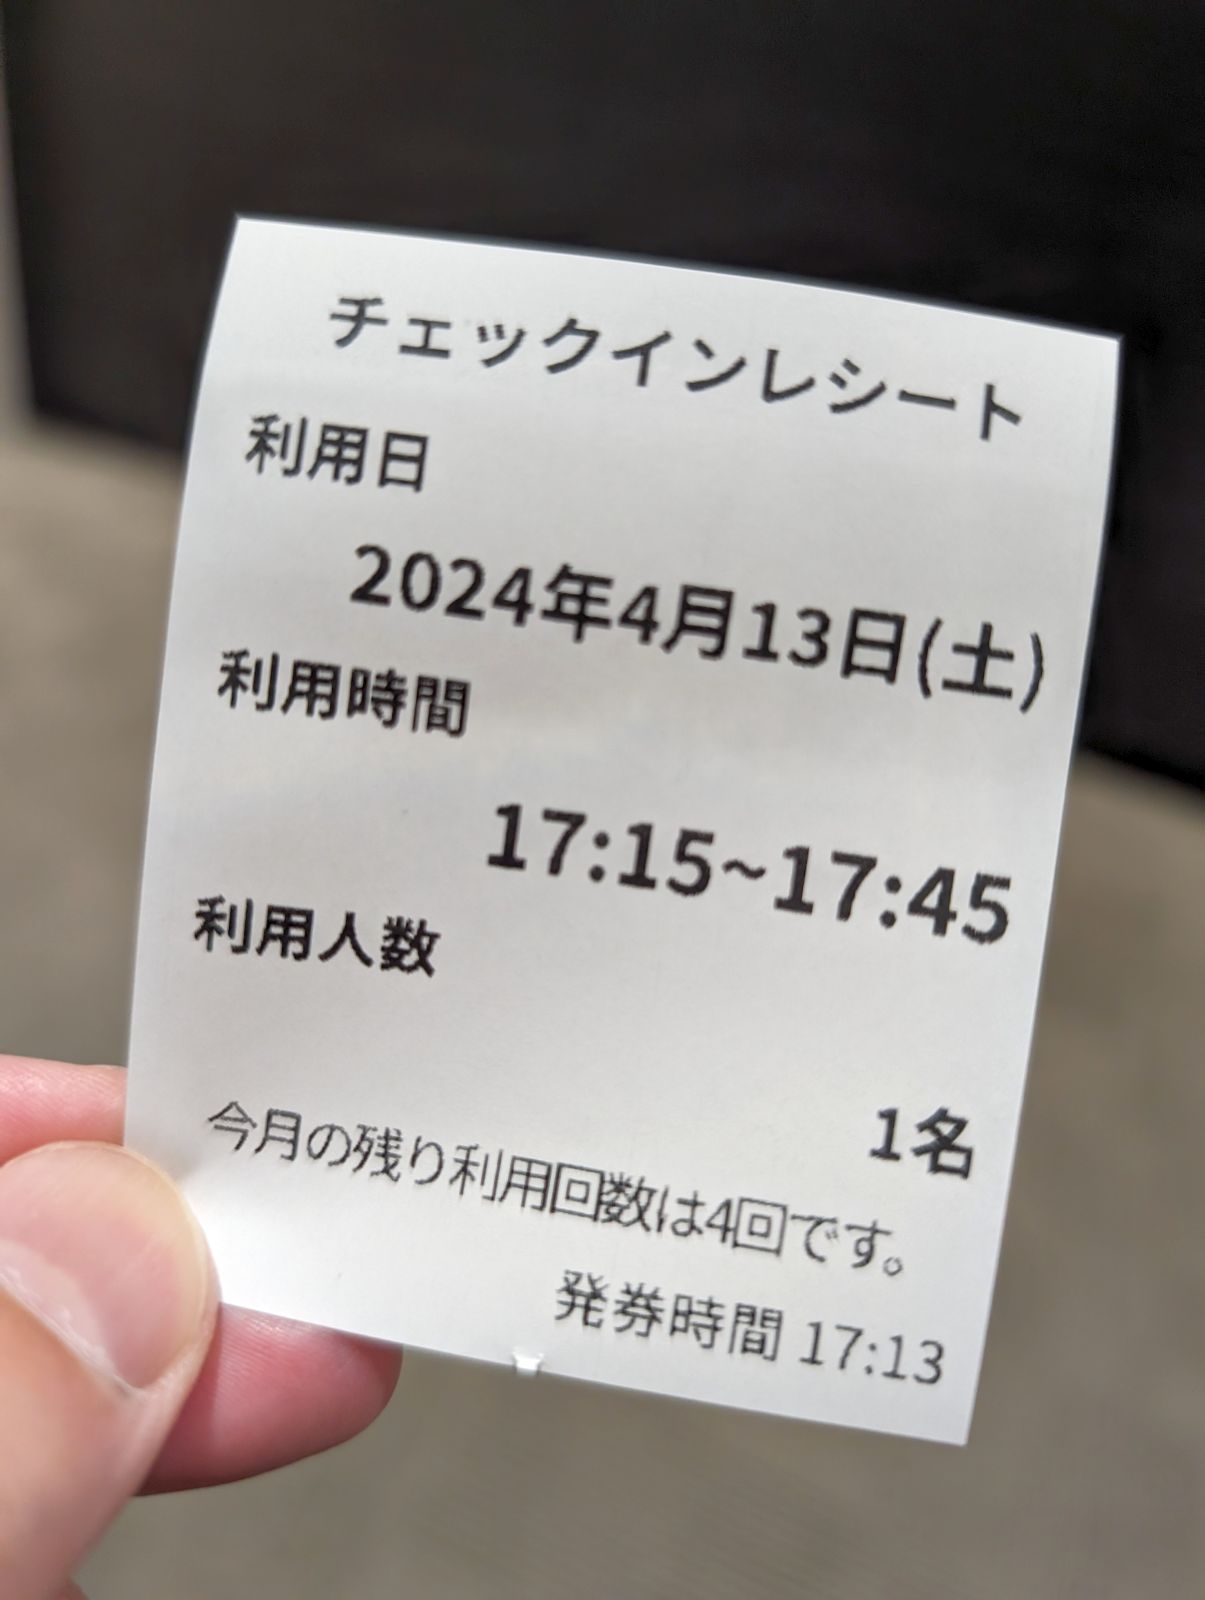 チェックインレシート
利用日
2024年4月13日(土)
利用時間
17:15~17:45
利用人数
1名
今月の残り利用回数は4回です。
発券時間 17:13